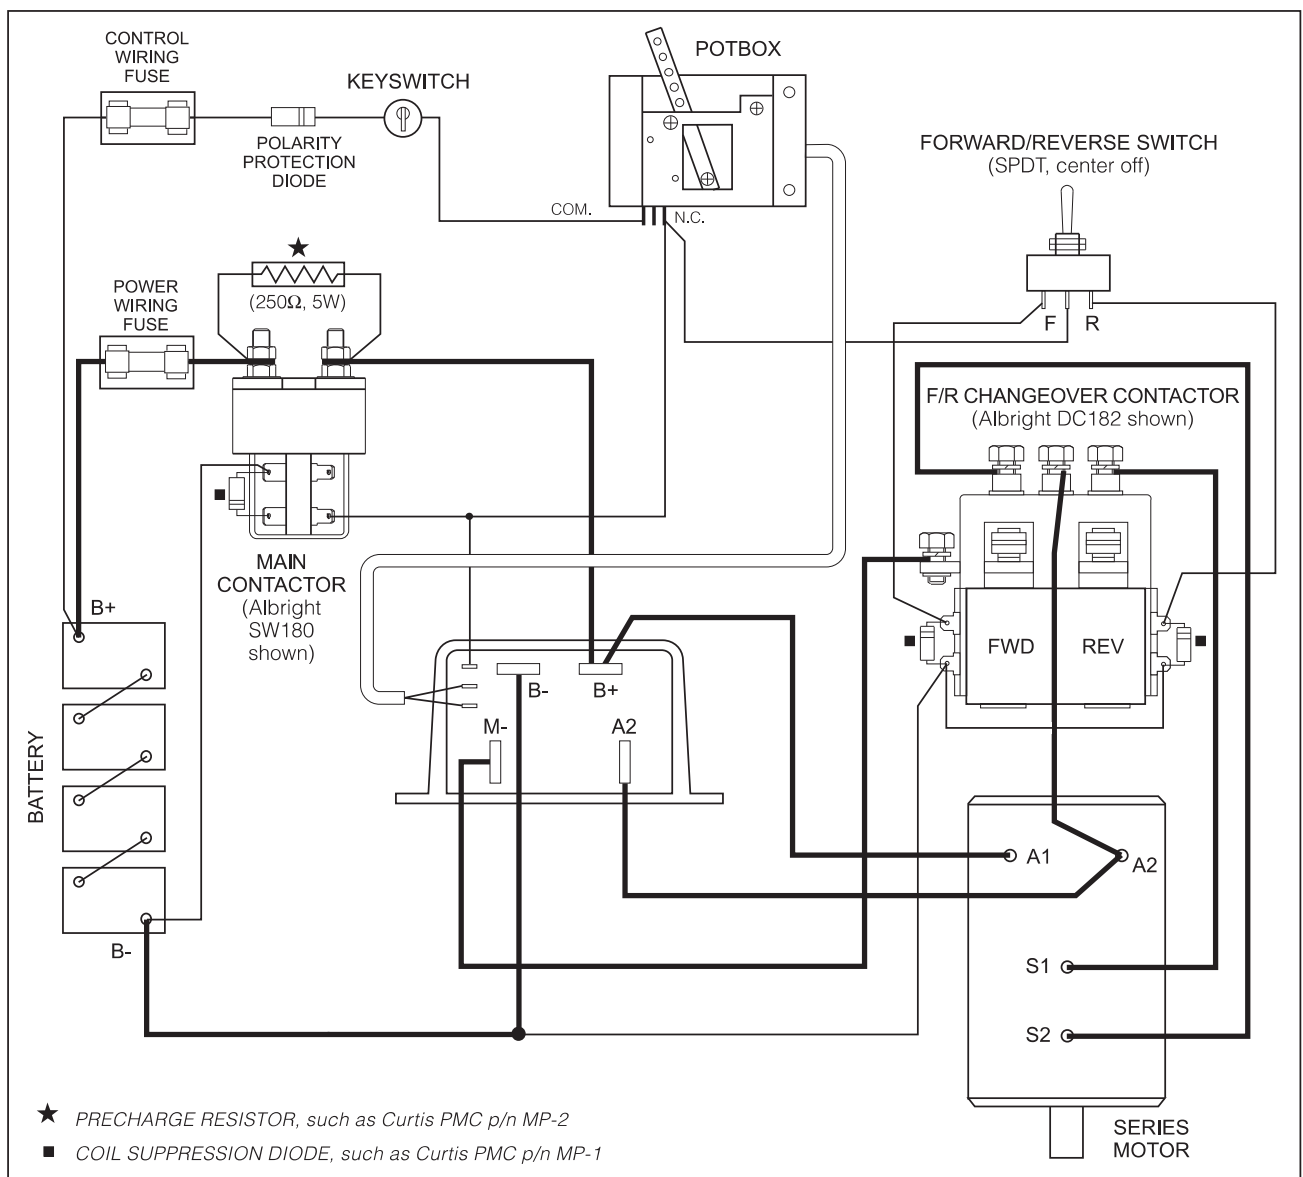 CONTROL
WIRING
FUSE
KEYSWITCH
POLARITY
PROTECTION
DIODE
POTBOX
COM.
N.C.
FORWARD/REVERSE SWITCH
(SPDT, center off)
F
R
★
(250Ω, 5W)
POWER
WIRING
FUSE
F/R CHANGEOVER CONTACTOR
(Albright DC182 shown)
MAIN
CONTACTOR
(Albright
SW180
shown)
B+
BATTERY
B-
B-
B+
M-
A2
FWD
REV
A1
A2
S1
S2
SERIES
MOTOR
★ PRECHARGE RESISTOR, such as Curtis PMC p/n MP-2
■ COIL SUPPRESSION DIODE, such as Curtis PMC p/n MP-1